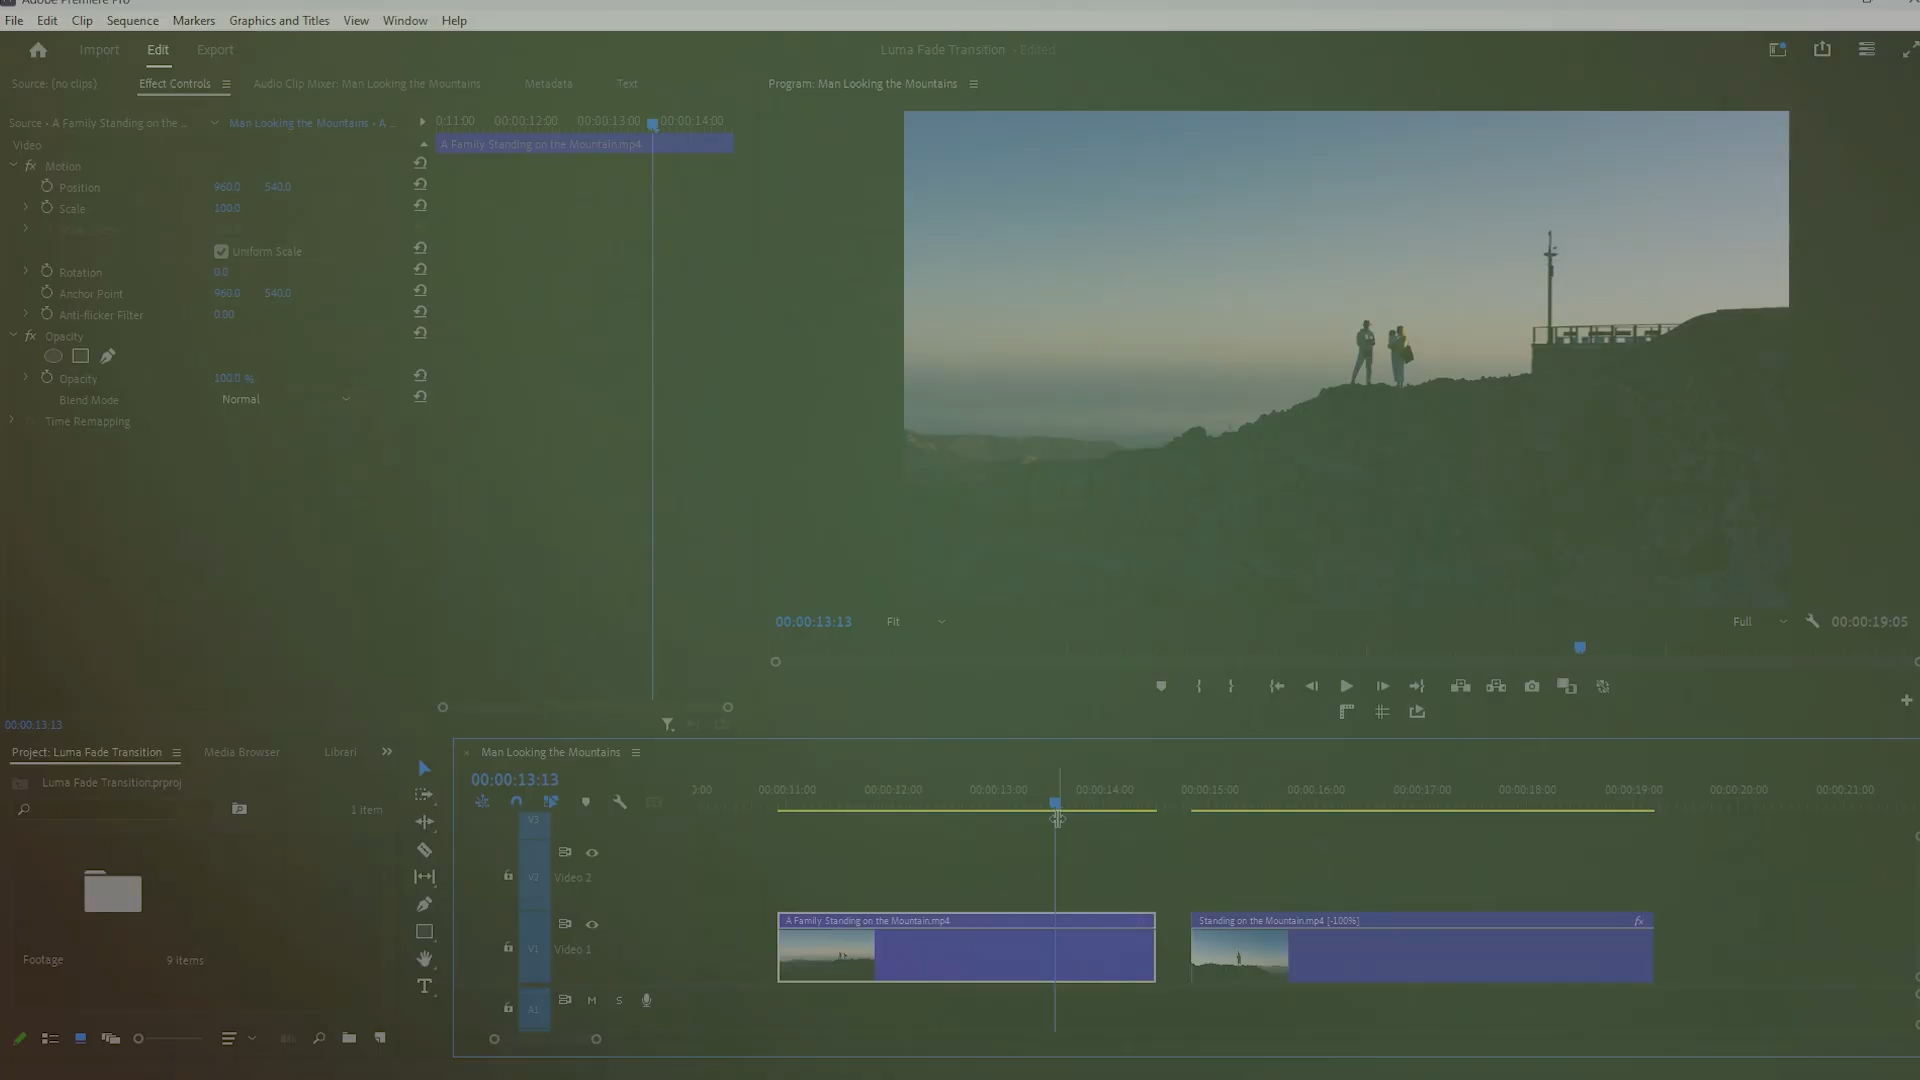 Adobe Premiere Pro
File Edit Clip Sequence Markers Graphics and Titles View Window Help
Import Edit Export Luma Fade Transition - Edited
Source: (no clips) Effect Controls Audio Clip Mixer: Man Looking the Mountains Metadata Text Program: Man Looking the Mountains
Source • A Family Standing on the ... Man Looking the Mountains • A ... 0:11:00 00:00:12:00 00:00:13:00 00:00:14:00
Video A Family Standing on the Mountain.mp4
fx Motion
Position 960.0 540.0
Scale 100.0
Uniform Scale
Rotation 0.0
Anchor Point 960.0 540.0
Anti-flicker Filter 0.00
fx Opacity
Opacity 100.0 %
Blend Mode Normal
Time Remapping
00:00:13:13 Fit Full 00:00:19:05
00:00:13:13
Project: Luma Fade Transition Media Browser Librari Man Looking the Mountains
Luma Fade Transition.prproj 00:00:13:13
1 item
:00 00:00:11:00 00:00:12:00 00:00:13:00 00:00:14:00 00:00:15:00 00:00:16:00 00:00:17:00 00:00:18:00 00:00:19:00 00:00:20:00 00:00:21:00
V3
V2 Video 2
A Family Standing on the Mountain.mp4 Standing on the Mountain.mp4 [-100%] fx
V1 Video 1
Footage 9 items
A1 M S